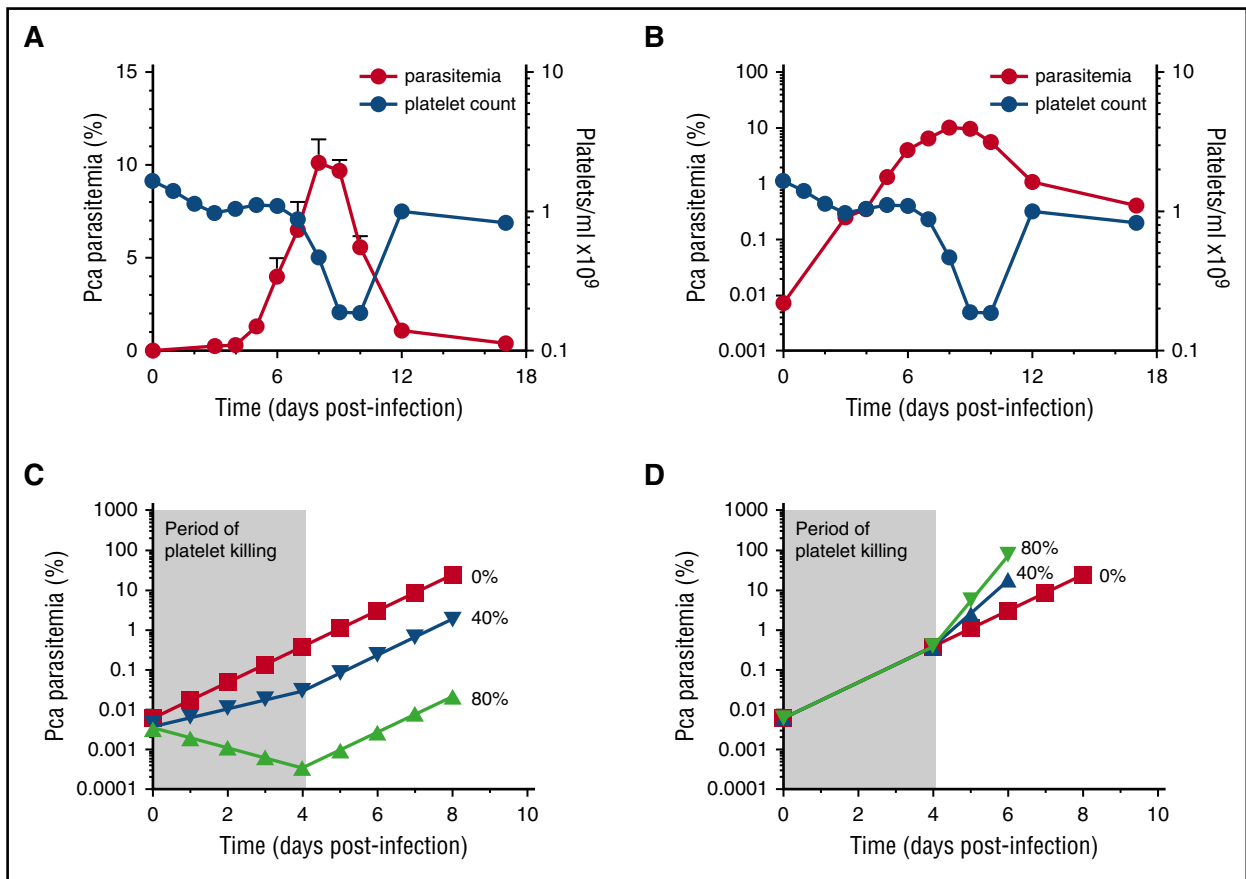 A
15
10
5
0
Pca parasitemia (%)
parasitemia
platelet count
10
1
0.1
Platelets/ml x10⁹
0 6 12 18
Time (days post-infection)
B
100
10
1
0.1
0.01
0.001
Pca parasitemia (%)
parasitemia
platelet count
10
1
0.1
Platelets/ml x10⁹
0 6 12 18
Time (days post-infection)
C
1000
100
10
1
0.1
0.01
0.001
0.0001
Pca parasitemia (%)
Period of
platelet killing
0%
40%
80%
0 2 4 6 8 10
Time (days post-infection)
D
1000
100
10
1
0.1
0.01
0.001
0.0001
Pca parasitemia (%)
Period of
platelet killing
80%
40%
0%
0 2 4 6 8 10
Time (days post-infection)